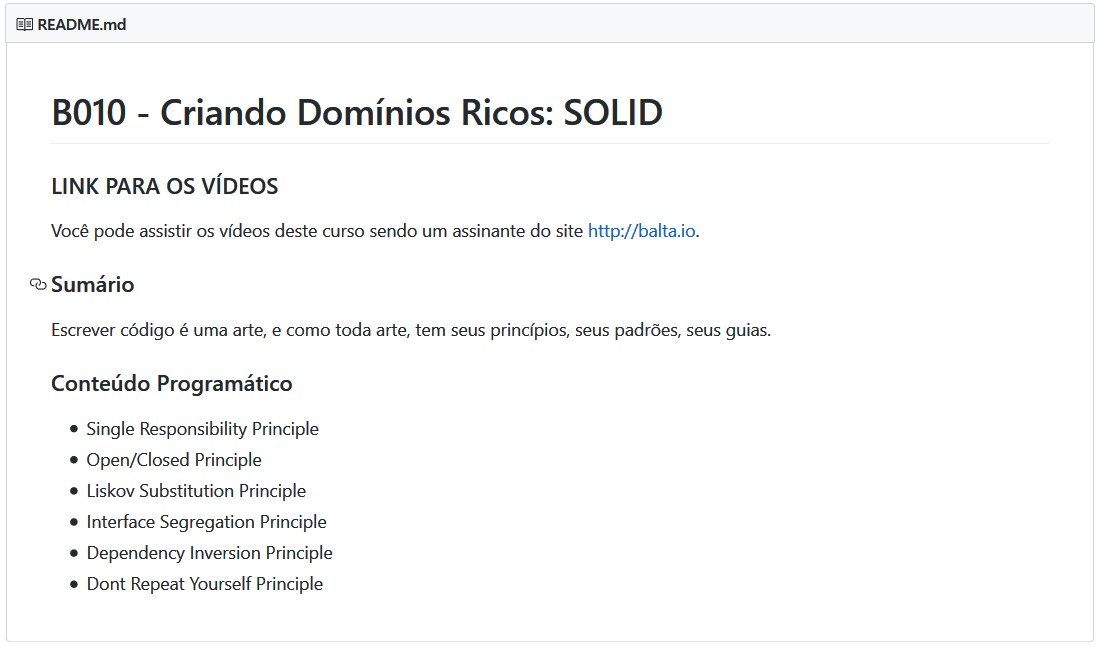 README.md
B010 - Criando Domínios Ricos: SOLID
LINK PARA OS VÍDEOS
Você pode assistir os vídeos deste curso sendo um assinante do site http://balta.io.
Sumário
Escrever código é uma arte, e como toda arte, tem seus princípios, seus padrões, seus guias.
Conteúdo Programático
Single Responsibility Principle
Open/Closed Principle
Liskov Substitution Principle
Interface Segregation Principle
Dependency Inversion Principle
Dont Repeat Yourself Principle